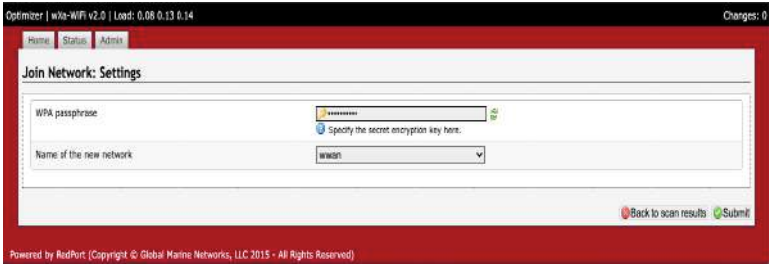 Optimizer | wXa-WiFi v2.0 | Load: 0.08 0.13 0.14 Changes: 0
Home Status Admin
Join Network: Settings
WPA passphrase ••••••••••
Specify the secret encryption key here.
Name of the new network wwan
Back to scan results Submit
Powered by RedPort (Copyright © Global Marine Networks, LLC 2015 - All Rights Reserved)